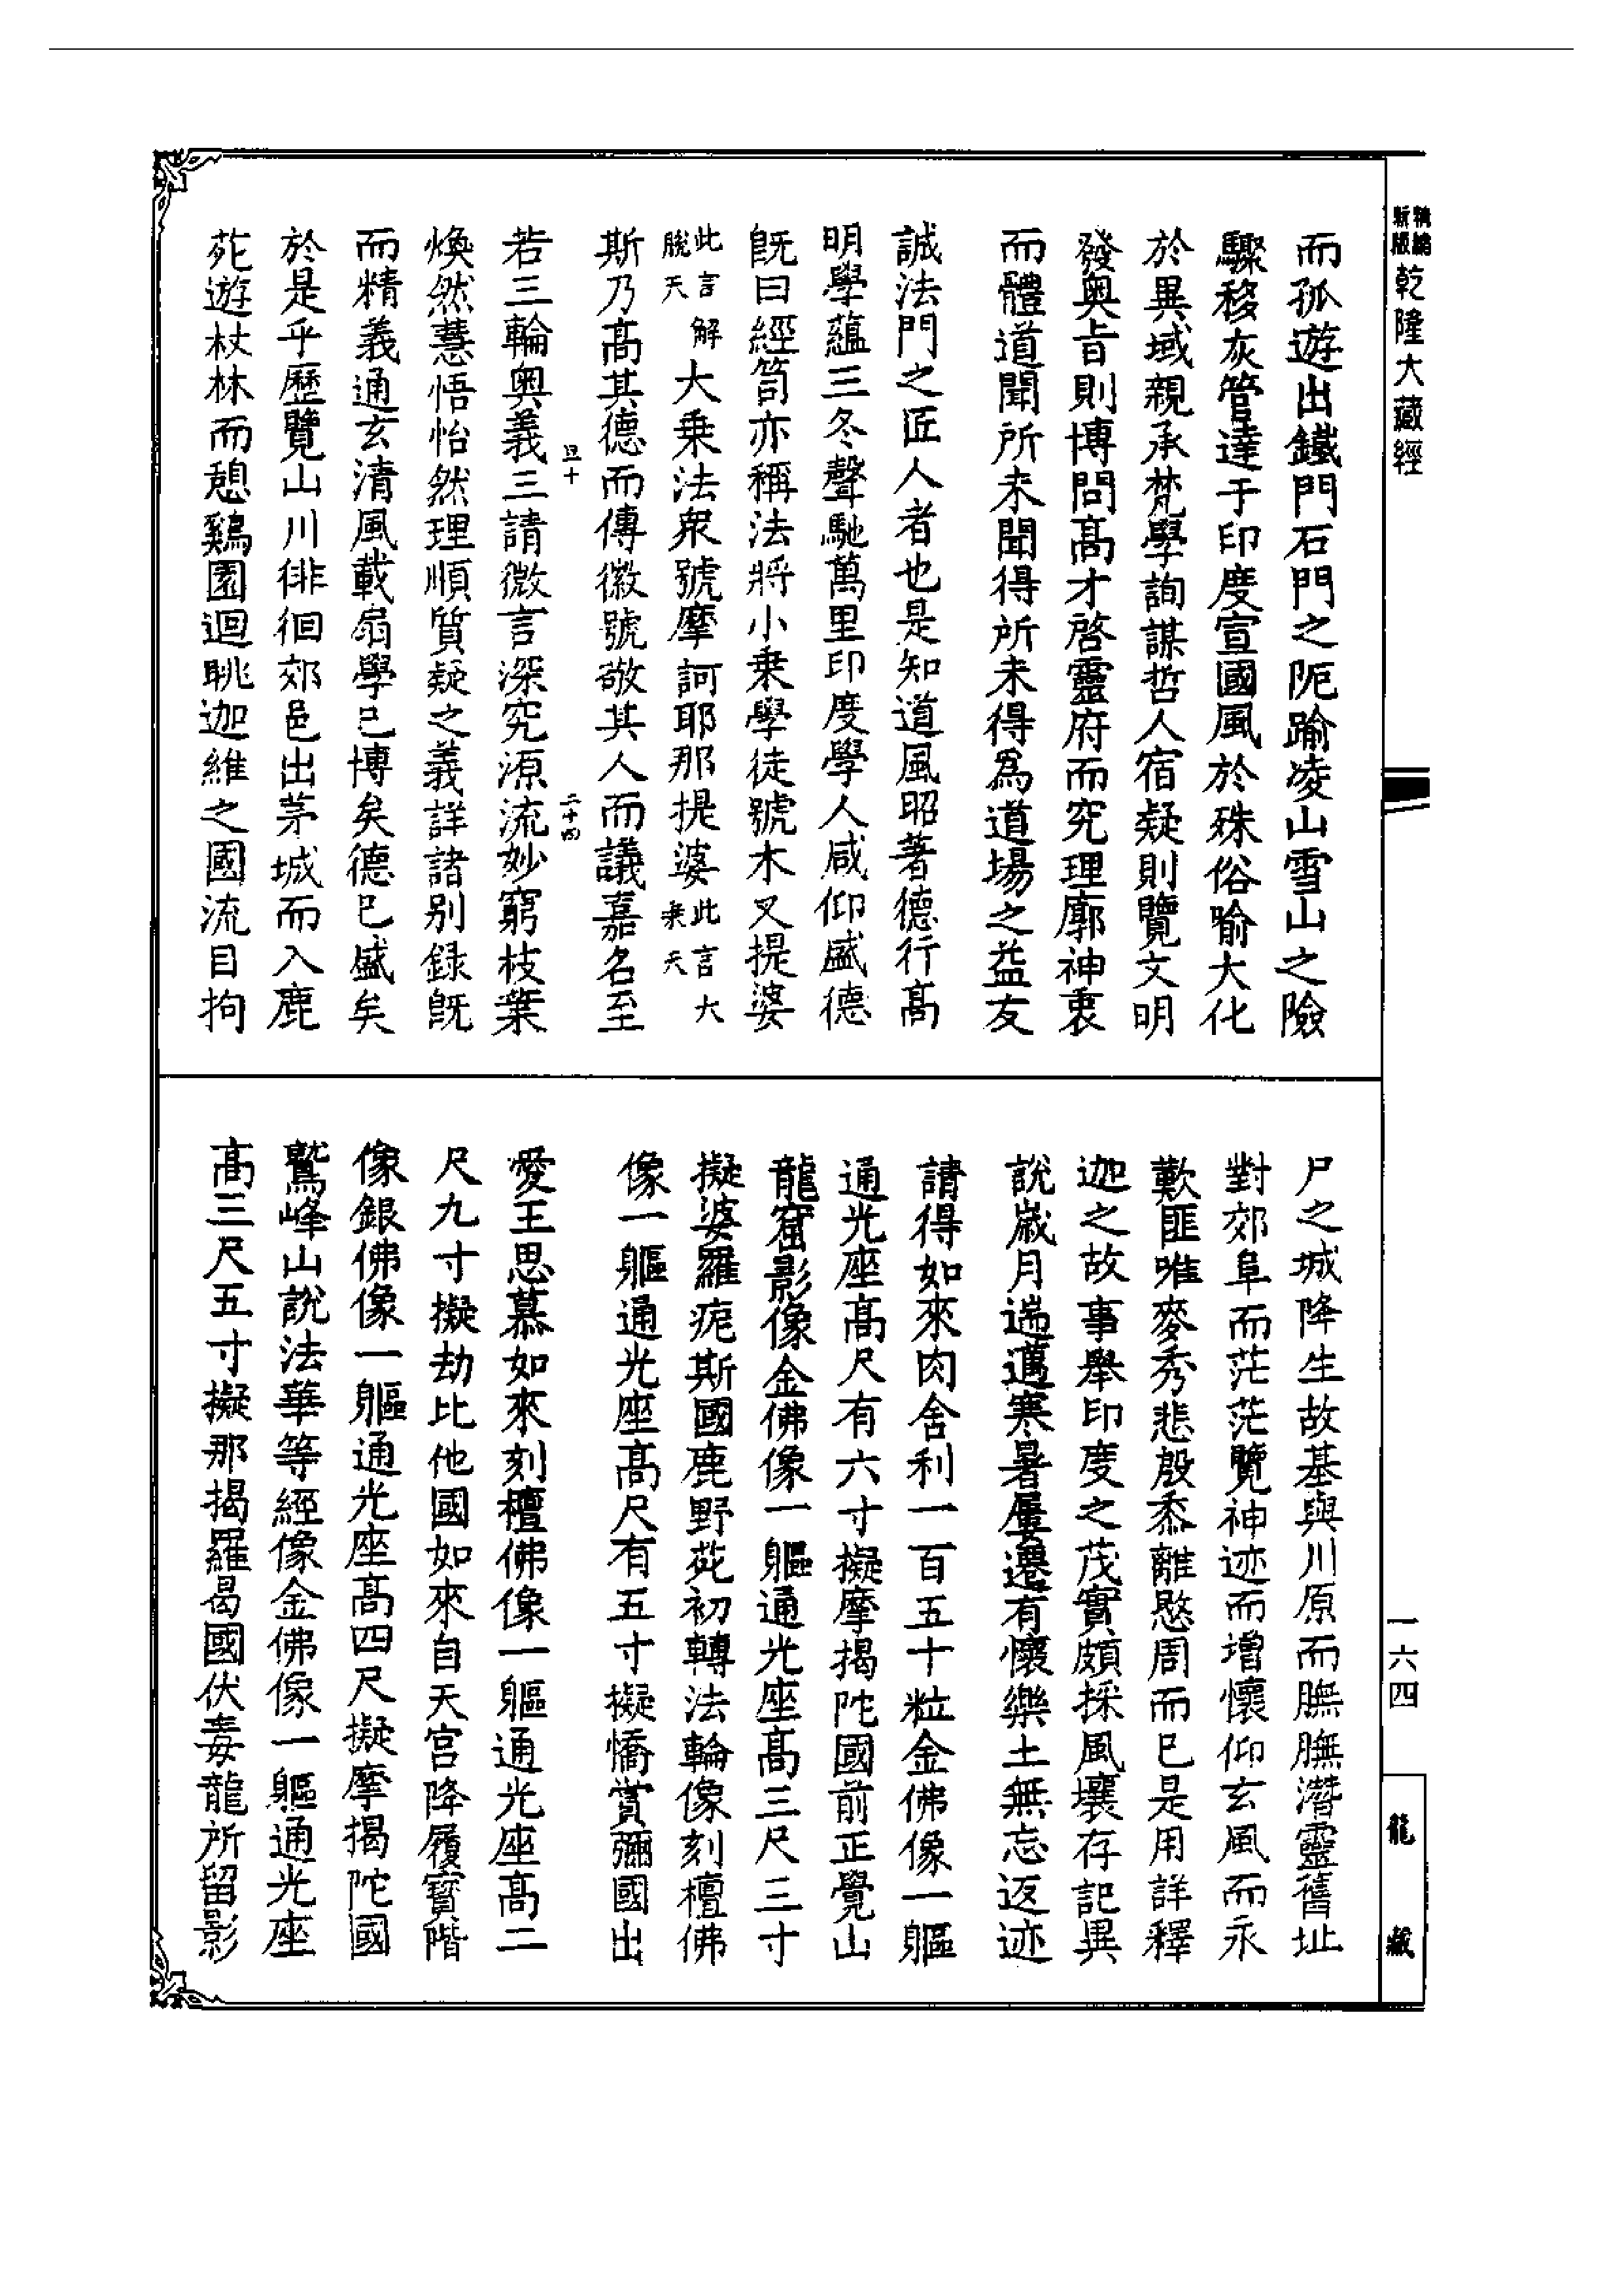 新版精編乾隆大藏經
而孤遊出鐵門石門之阨踰凌山雪山之險
驟移灰管達于印度宣國風於殊俗喻大化
於異域親承梵學詢謀哲人宿疑則覽文明
發奧旨則博問高才啓靈府而究理廓神衷
而體道聞所未聞得所未得爲道場之益友
誠法門之匠人者也是知道風昭著德行高
明學蘊三冬聲馳萬里印度學人咸仰盛德
旣曰經笥亦稱法將小乘學徒號木叉提婆
此言解脫天大乘法衆號摩訶耶那提婆此言大乘天
斯乃高其德而傳徽號敬其人而議嘉名至
若三輪奧義三請微言深究源流妙窮枝葉
煥然慧悟怡然理順質疑之義詳諸別錄旣
而精義通玄清風載扇學已博矣德已盛矣
於是乎歷覽山川徘徊郊邑出茅城而入鹿
苑遊杖林而憩鷄園迴眺迦維之國流目拘
尸之城降生故基與川原而膴膴潛靈舊址
對郊阜而茫茫覽神迹而增懷仰玄風而永
歎匪唯麥秀悲殷黍離愍周而已是用詳釋
迦之故事舉印度之茂實頗採風壤存記異
說歲月遄邁寒暑屢遷有懷樂土無忘返迹
請得如來肉舍利一百五十粒金佛像一軀
通光座高尺有六寸擬摩揭陀國前正覺山
龍窟影像金佛像一軀通光座高三尺三寸
擬婆羅痆斯國鹿野苑初轉法輪像刻檀佛
像一軀通光座高尺有五寸擬憍賞彌國出
愛王思慕如來刻檀佛像一軀通光座高二
尺九寸擬劫比他國如來自天宮降履寶階
像銀佛像一軀通光座高四尺擬摩揭陀國
鷲峰山說法華等經像金佛像一軀通光座
高三尺五寸擬那揭羅曷國伏毒龍所留影
一六四
龍藏
二十四